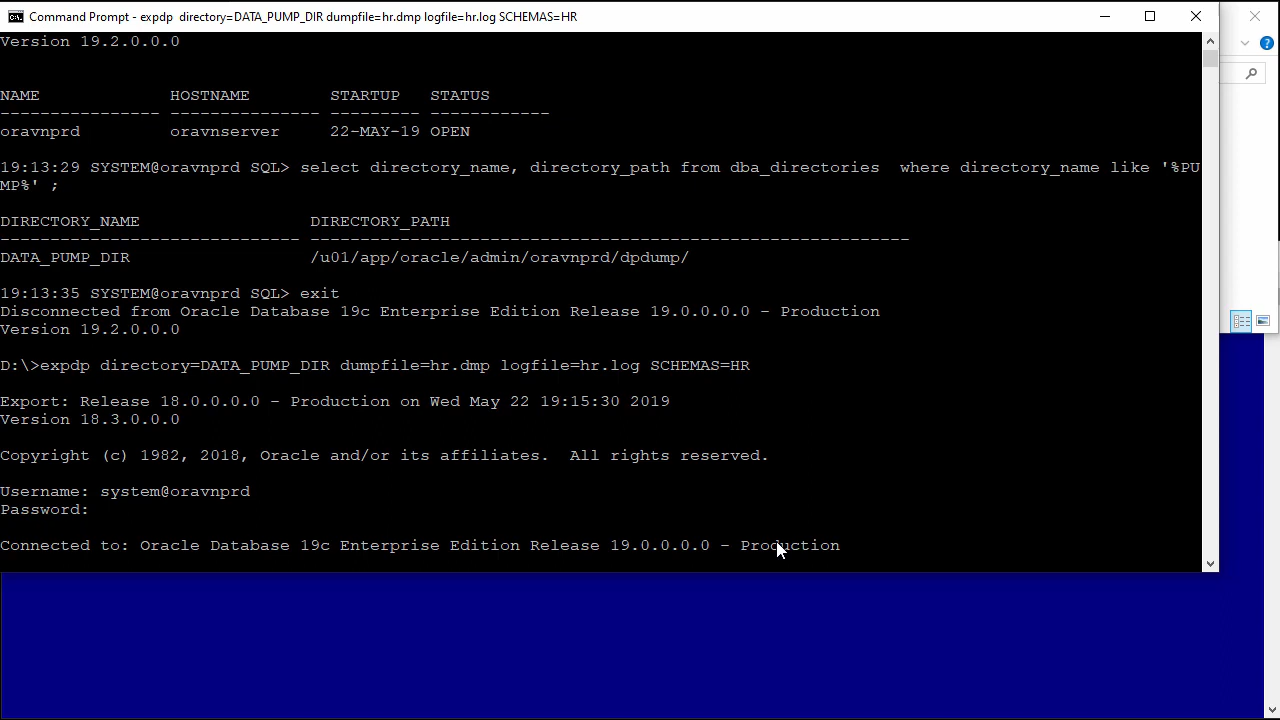 Command Prompt - expdp  directory=DATA_PUMP_DIR dumpfile=hr.dmp logfile=hr.log SCHEMAS=HR
Version 19.2.0.0.0
NAME             HOSTNAME        STARTUP   STATUS
---------------- --------------- --------- ------------
oravnprd         oravnserver     22-MAY-19 OPEN
19:13:29 SYSTEM@oravnprd SQL> select directory_name, directory_path from dba_directories  where directory_name like '%PU
MP%' ;
DIRECTORY_NAME                 DIRECTORY_PATH
------------------------------ ------------------------------------------------------------
DATA_PUMP_DIR                  /u01/app/oracle/admin/oravnprd/dpdump/
19:13:35 SYSTEM@oravnprd SQL> exit
Disconnected from Oracle Database 19c Enterprise Edition Release 19.0.0.0.0 - Production
Version 19.2.0.0.0
D:\>expdp directory=DATA_PUMP_DIR dumpfile=hr.dmp logfile=hr.log SCHEMAS=HR
Export: Release 18.0.0.0.0 - Production on Wed May 22 19:15:30 2019
Version 18.3.0.0.0
Copyright (c) 1982, 2018, Oracle and/or its affiliates.  All rights reserved.
Username: system@oravnprd
Password:
Connected to: Oracle Database 19c Enterprise Edition Release 19.0.0.0.0 - Production